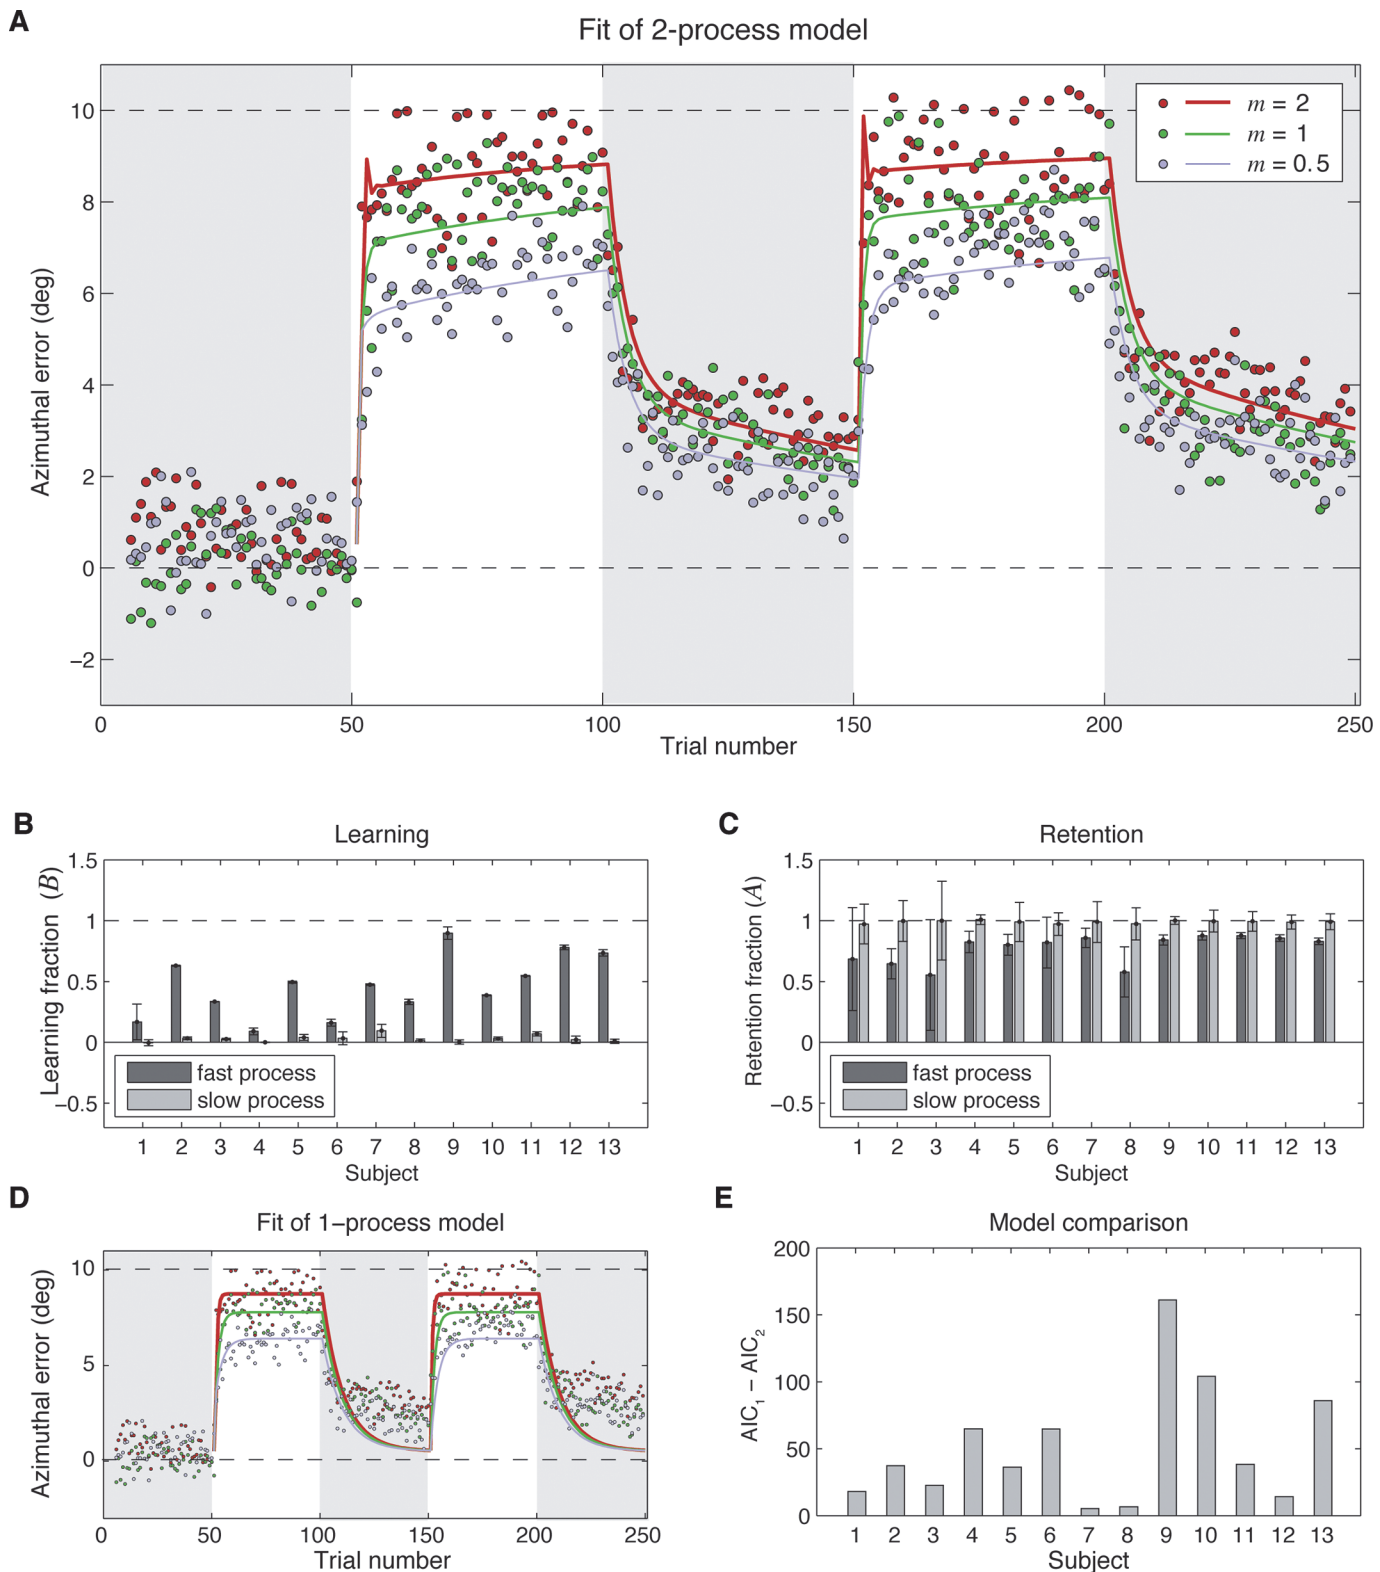 A
Fit of 2-process model
10
8
6
4
2
0
−2
Azimuthal error (deg)
m = 2
m = 1
m = 0.5
0
50
100
150
200
250
Trial number
B
Learning
1.5
1
0.5
0
−0.5
Learning fraction (B)
fast process
slow process
1 2 3 4 5 6 7 8 9 10 11 12 13
Subject
C
Retention
1.5
1
0.5
0
−0.5
Retention fraction (A)
fast process
slow process
1 2 3 4 5 6 7 8 9 10 11 12 13
Subject
D
Fit of 1−process model
10
5
0
Azimuthal error (deg)
0 50 100 150 200 250
Trial number
E
Model comparison
200
150
100
50
0
AIC₁ − AIC₂
1 2 3 4 5 6 7 8 9 10 11 12 13
Subject